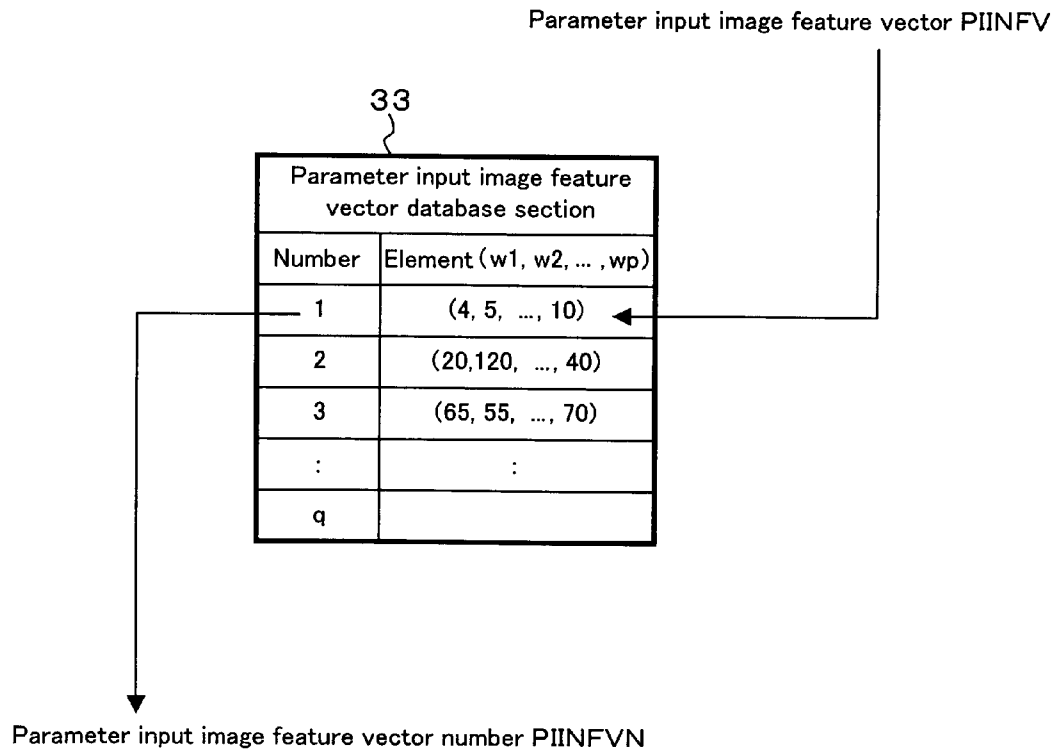 Parameter input image feature vector PIINFV
33
Parameter input image feature
vector database section
Number Element (w1, w2, ... ,wp)
1 (4, 5, ..., 10)
2 (20,120, ..., 40)
3 (65, 55, ..., 70)
: :
q
Parameter input image feature vector number PIINFVN